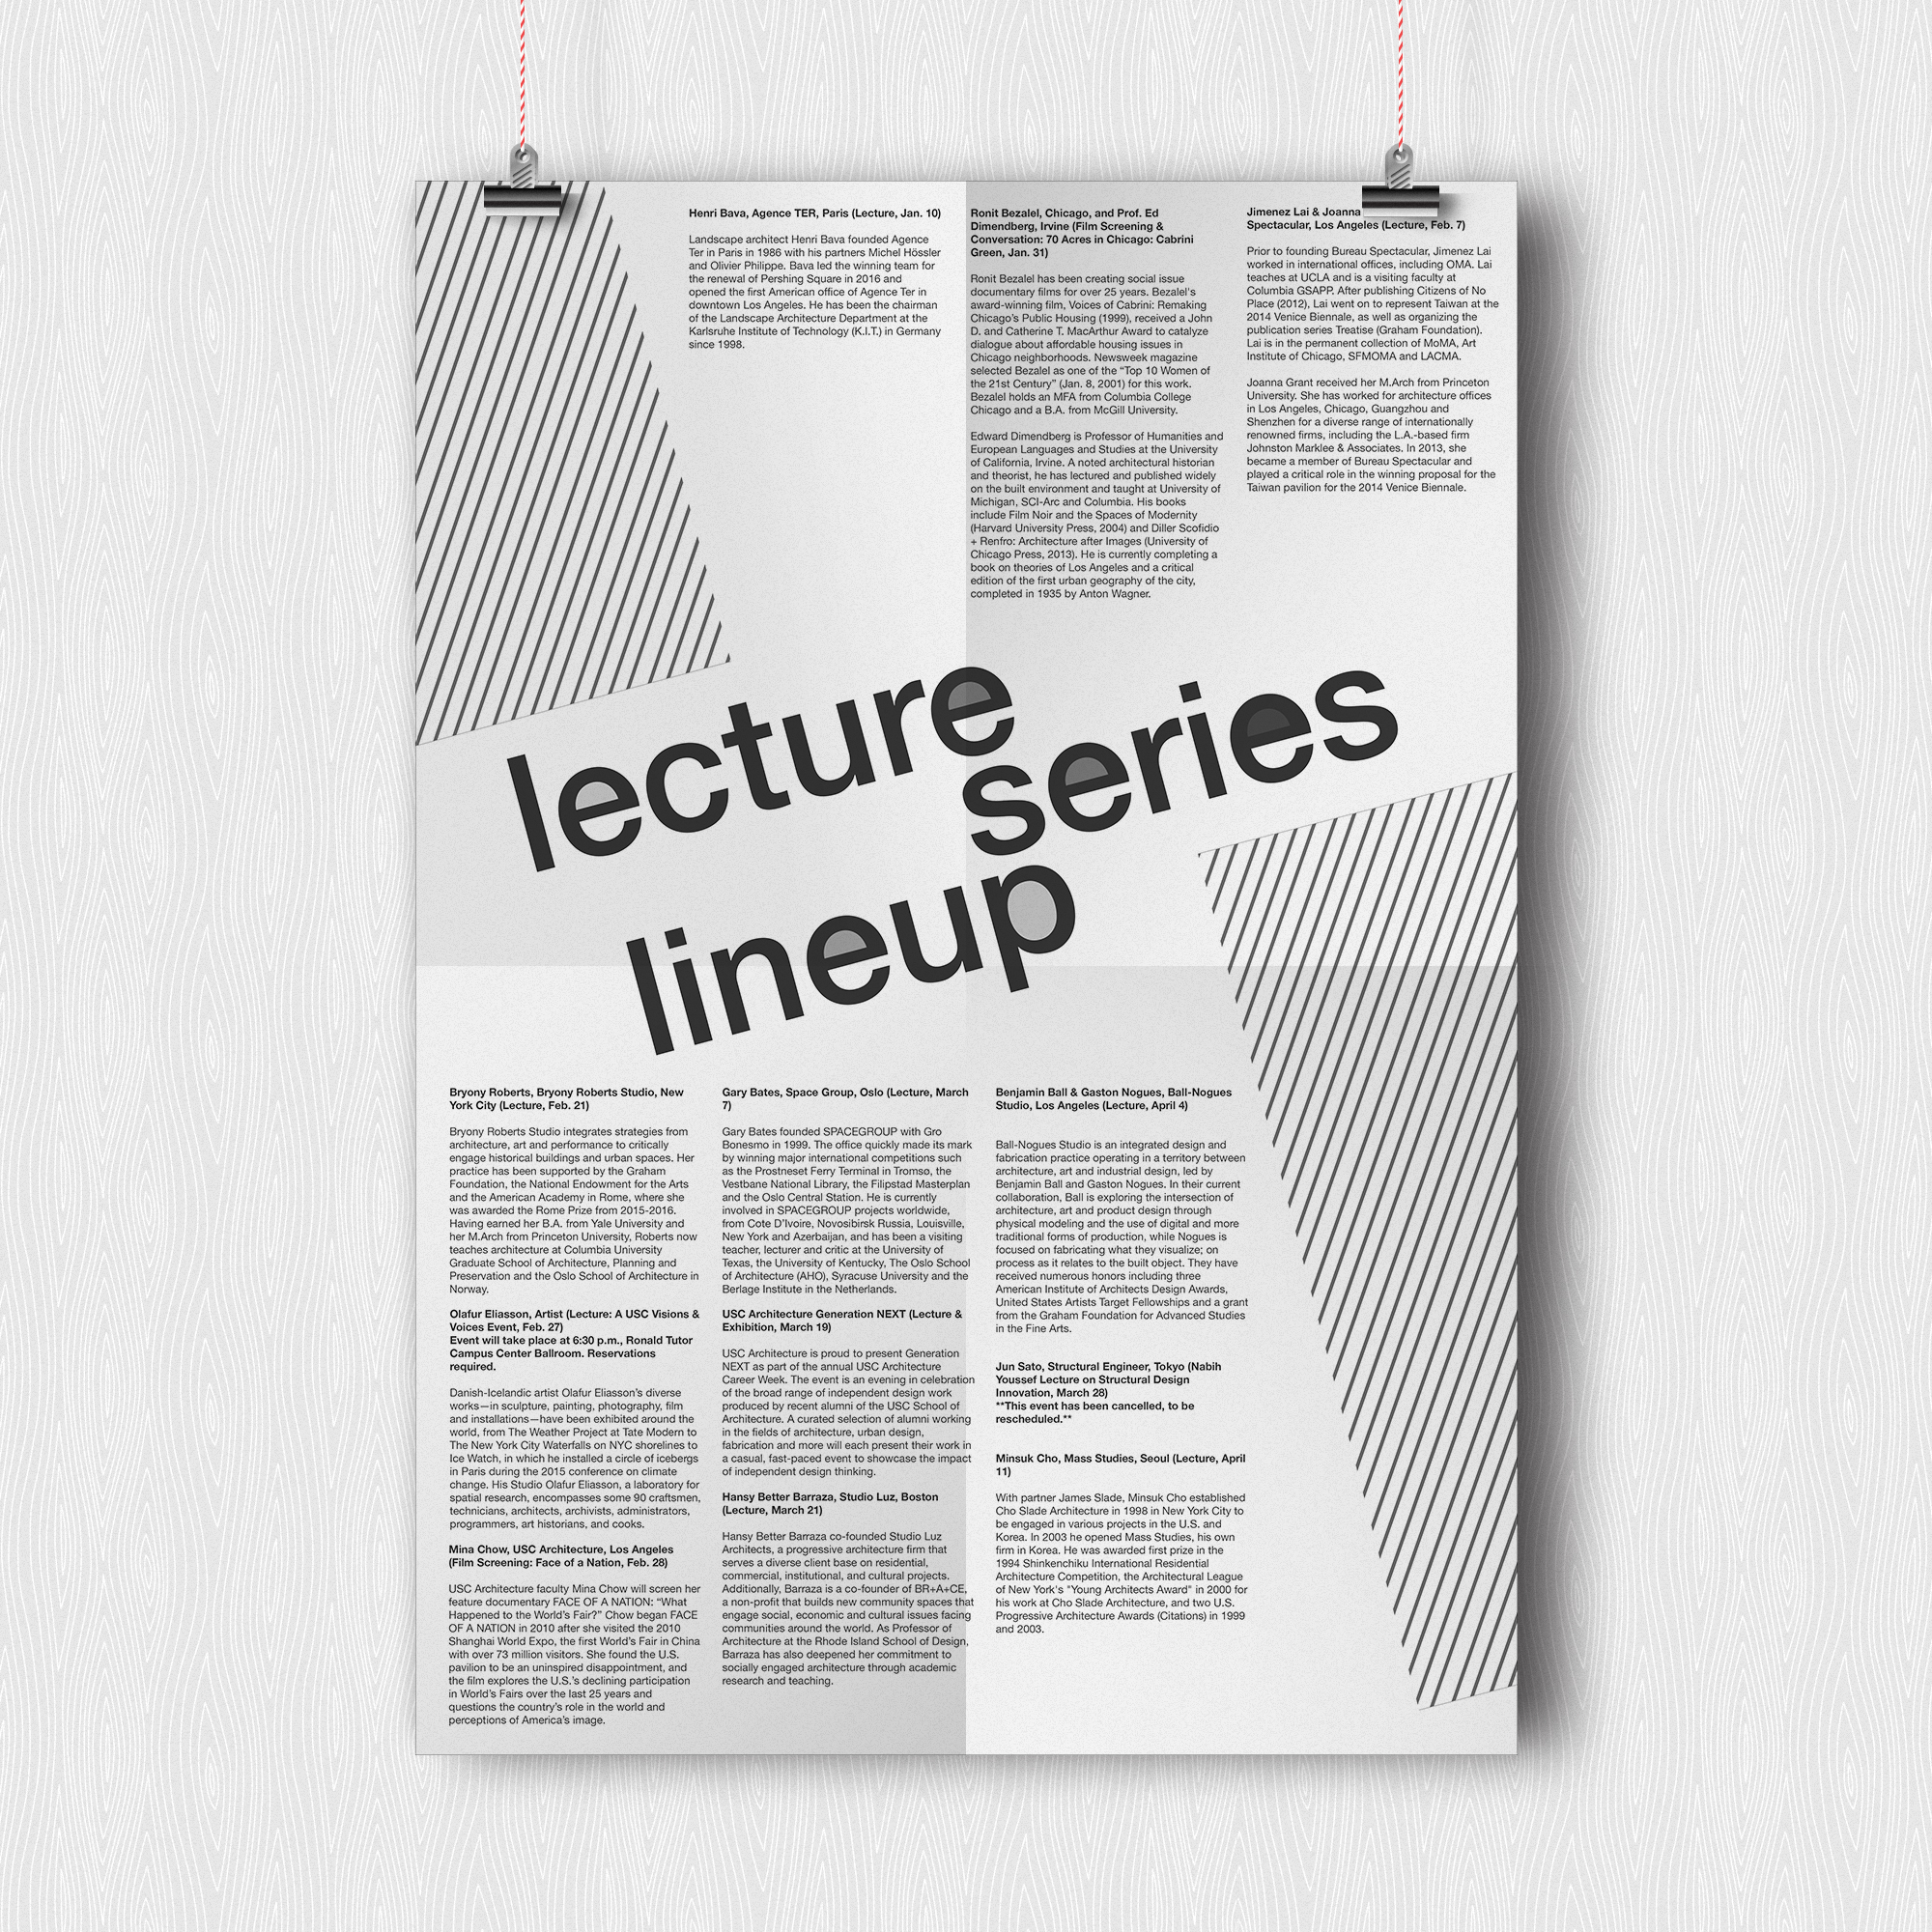 Henri Bava, Agence TER, Paris (Lecture, Jan. 10)
Landscape architect Henri Bava founded Agence
Ter in Paris in 1986 with his partners Michel Hössler
and Olivier Philippe. Bava led the winning team for
the renewal of Pershing Square in 2016 and
opened the first American office of Agence Ter in
downtown Los Angeles. He has been the chairman
of the Landscape Architecture Department at the
Karlsruhe Institute of Technology (K.I.T.) in Germany
since 1998.
Ronit Bezalel, Chicago, and Prof. Ed
Dimendberg, Irvine (Film Screening &
Conversation: 70 Acres in Chicago: Cabrini
Green, Jan. 31)
Ronit Bezalel has been creating social issue
documentary films for over 25 years. Bezalel's
award-winning film, Voices of Cabrini: Remaking
Chicago's Public Housing (1999), received a John
D. and Catherine T. MacArthur Award to catalyze
dialogue about affordable housing issues in
Chicago neighborhoods. Newsweek magazine
selected Bezalel as one of the “Top 10 Women of
the 21st Century” (Jan. 8, 2001) for this work.
Bezalel holds an MFA from Columbia College
Chicago and a B.A. from McGill University.
Edward Dimendberg is Professor of Humanities and
European Languages and Studies at the University
of California, Irvine. A noted architectural historian
and theorist, he has lectured and published widely
on the built environment and taught at University of
Michigan, SCI-Arc and Columbia. His books
include Film Noir and the Spaces of Modernity
(Harvard University Press, 2004) and Diller Scofidio
+ Renfro: Architecture after Images (University of
Chicago Press, 2013). He is currently completing a
book on theories of Los Angeles and a critical
edition of the first urban geography of the city,
completed in 1935 by Anton Wagner.
Jimenez Lai & Joanna
Spectacular, Los Angeles (Lecture, Feb. 7)
Prior to founding Bureau Spectacular, Jimenez Lai
worked in international offices, including OMA. Lai
teaches at UCLA and is a visiting faculty at
Columbia GSAPP. After publishing Citizens of No
Place (2012), Lai went on to represent Taiwan at the
2014 Venice Biennale, as well as organizing the
publication series Treatise (Graham Foundation).
Lai is in the permanent collection of MoMA, Art
Institute of Chicago, SFMOMA and LACMA.
Joanna Grant received her M.Arch from Princeton
University. She has worked for architecture offices
in Los Angeles, Chicago, Guangzhou and
Shenzhen for a diverse range of internationally
renowned firms, including the L.A.-based firm
Johnston Marklee & Associates. In 2013, she
became a member of Bureau Spectacular and
played a critical role in the winning proposal for the
Taiwan pavilion for the 2014 Venice Biennale.
lecture
series
lineup
Bryony Roberts, Bryony Roberts Studio, New
York City (Lecture, Feb. 21)
Bryony Roberts Studio integrates strategies from
architecture, art and performance to critically
engage historical buildings and urban spaces. Her
practice has been supported by the Graham
Foundation, the National Endowment for the Arts
and the American Academy in Rome, where she
was awarded the Rome Prize from 2015-2016.
Having earned her B.A. from Yale University and
her M.Arch from Princeton University, Roberts now
teaches architecture at Columbia University
Graduate School of Architecture, Planning and
Preservation and the Oslo School of Architecture in
Norway.
Olafur Eliasson, Artist (Lecture: A USC Visions &
Voices Event, Feb. 27)
Event will take place at 6:30 p.m., Ronald Tutor
Campus Center Ballroom. Reservations
required.
Danish-Icelandic artist Olafur Eliasson's diverse
works—in sculpture, painting, photography, film
and installations—have been exhibited around the
world, from The Weather Project at Tate Modern to
The New York City Waterfalls on NYC shorelines to
Ice Watch, in which he installed a circle of icebergs
in Paris during the 2015 conference on climate
change. His Studio Olafur Eliasson, a laboratory for
spatial research, encompasses some 90 craftsmen,
technicians, architects, archivists, administrators,
programmers, art historians, and cooks.
Mina Chow, USC Architecture, Los Angeles
(Film Screening: Face of a Nation, Feb. 28)
USC Architecture faculty Mina Chow will screen her
feature documentary FACE OF A NATION: “What
Happened to the World's Fair?” Chow began FACE
OF A NATION in 2010 after she visited the 2010
Shanghai World Expo, the first World's Fair in China
with over 73 million visitors. She found the U.S.
pavilion to be an uninspired disappointment, and
the film explores the U.S.'s declining participation
in World's Fairs over the last 25 years and
questions the country's role in the world and
perceptions of America's image.
Gary Bates, Space Group, Oslo (Lecture, March
7)
Gary Bates founded SPACEGROUP with Gro
Bonesmo in 1999. The office quickly made its mark
by winning major international competitions such
as the Prostneset Ferry Terminal in Tromsø, the
Vestbane National Library, the Filipstad Masterplan
and the Oslo Central Station. He is currently
involved in SPACEGROUP projects worldwide,
from Cote D'Ivoire, Novosibirsk Russia, Louisville,
New York and Azerbaijan, and has been a visiting
teacher, lecturer and critic at the University of
Texas, the University of Kentucky, The Oslo School
of Architecture (AHO), Syracuse University and the
Berlage Institute in the Netherlands.
USC Architecture Generation NEXT (Lecture &
Exhibition, March 19)
USC Architecture is proud to present Generation
NEXT as part of the annual USC Architecture
Career Week. The event is an evening in celebration
of the broad range of independent design work
produced by recent alumni of the USC School of
Architecture. A curated selection of alumni working
in the fields of architecture, urban design,
fabrication and more will each present their work in
a casual, fast-paced event to showcase the impact
of independent design thinking.
Hansy Better Barraza, Studio Luz, Boston
(Lecture, March 21)
Hansy Better Barraza co-founded Studio Luz
Architects, a progressive architecture firm that
serves a diverse client base on residential,
commercial, institutional, and cultural projects.
Additionally, Barraza is a co-founder of BR+A+CE,
a non-profit that builds new community spaces that
engage social, economic and cultural issues facing
communities around the world. As Professor of
Architecture at the Rhode Island School of Design,
Barraza has also deepened her commitment to
socially engaged architecture through academic
research and teaching.
Benjamin Ball & Gaston Nogues, Ball-Nogues
Studio, Los Angeles (Lecture, April 4)
Ball-Nogues Studio is an integrated design and
fabrication practice operating in a territory between
architecture, art and industrial design, led by
Benjamin Ball and Gaston Nogues. In their current
collaboration, Ball is exploring the intersection of
architecture, art and product design through
physical modeling and the use of digital and more
traditional forms of production, while Nogues is
focused on fabricating what they visualize; on
process as it relates to the built object. They have
received numerous honors including three
American Institute of Architects Design Awards,
United States Artists Target Fellowships and a grant
from the Graham Foundation for Advanced Studies
in the Fine Arts.
Jun Sato, Structural Engineer, Tokyo (Nabih
Youssef Lecture on Structural Design
Innovation, March 28)
**This event has been cancelled, to be
rescheduled.**
Minsuk Cho, Mass Studies, Seoul (Lecture, April
11)
With partner James Slade, Minsuk Cho established
Cho Slade Architecture in 1998 in New York City to
be engaged in various projects in the U.S. and
Korea. In 2003 he opened Mass Studies, his own
firm in Korea. He was awarded first prize in the
1994 Shinkenchiku International Residential
Architecture Competition, the Architectural League
of New York's "Young Architects Award" in 2000 for
his work at Cho Slade Architecture, and two U.S.
Progressive Architecture Awards (Citations) in 1999
and 2003.